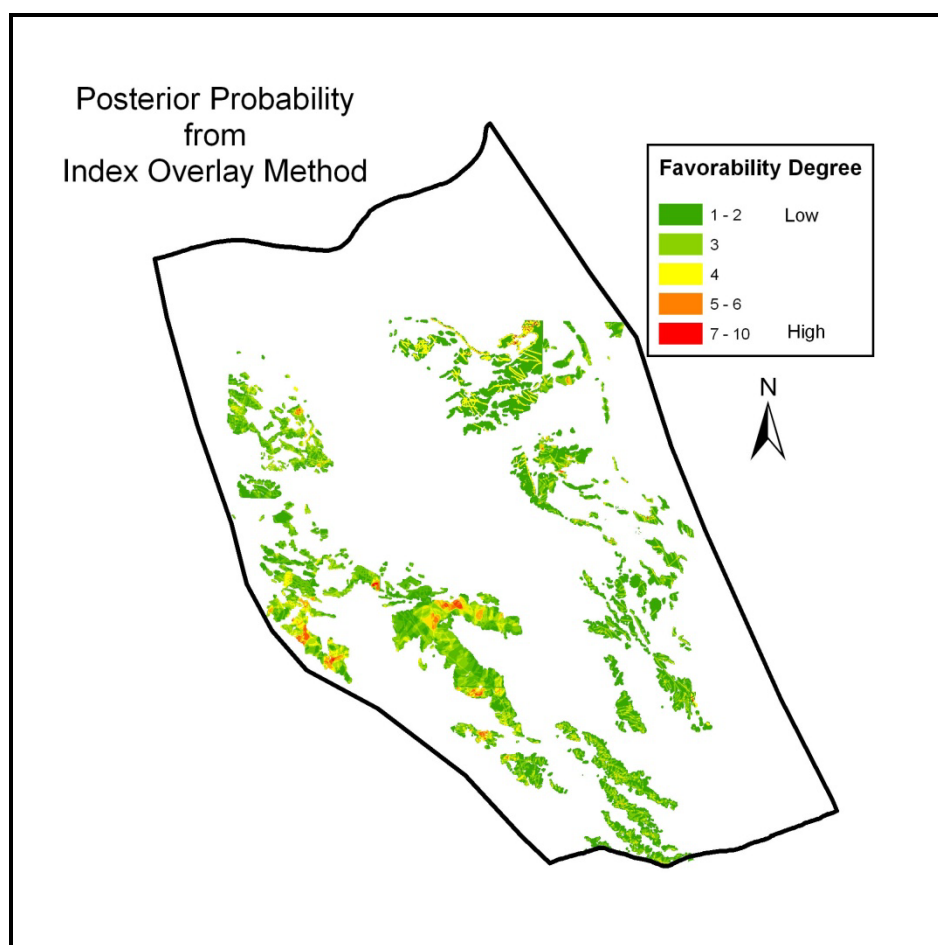 Posterior Probability
from
Index Overlay Method
Favorability Degree
1 - 2 Low
3
4
5 - 6
7 - 10 High
N